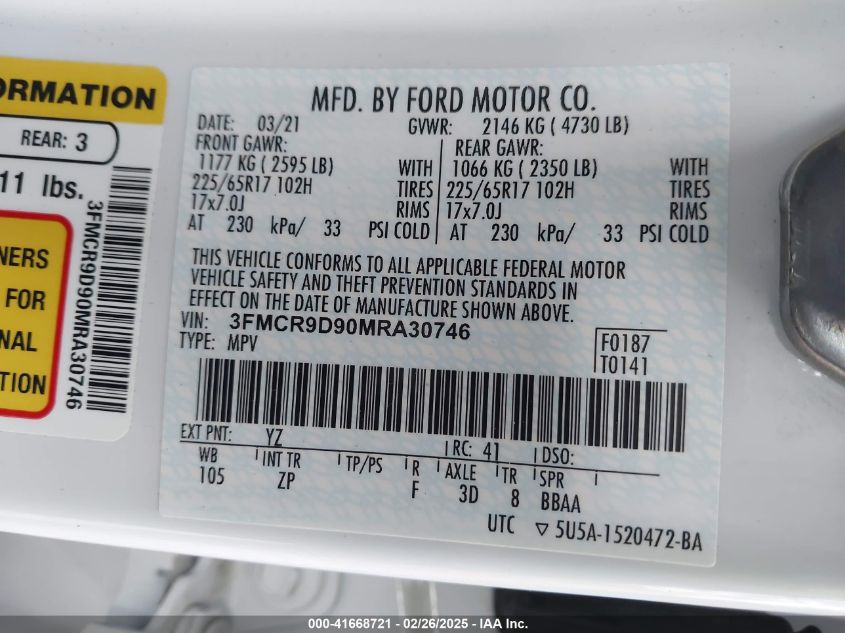 ORMATION
REAR: 3
11 lbs.
NERS
FOR
NAL
TION
3FMCR9D90MRA30746
MFD. BY FORD MOTOR CO.
DATE: 03/21 GVWR: 2146 KG ( 4730 LB)
FRONT GAWR: REAR GAWR:
1177 KG ( 2595 LB) WITH 1066 KG ( 2350 LB) WITH
225/65R17 102H TIRES 225/65R17 102H TIRES
17x7.0J RIMS 17x7.0J RIMS
AT 230 kPa/ 33 PSI COLD AT 230 kPa/ 33 PSI COLD
THIS VEHICLE CONFORMS TO ALL APPLICABLE FEDERAL MOTOR
VEHICLE SAFETY AND THEFT PREVENTION STANDARDS IN
EFFECT ON THE DATE OF MANUFACTURE SHOWN ABOVE.
VIN: 3FMCR9D90MRA30746
TYPE: MPV
F0187
T0141
EXT PNT: YZ RC: 41 DSO:
WB INT TR TP/PS R AXLE TR SPR
105 ZP F 3D 8 BBAA
UTC ▽ 5U5A-1520472-BA
000-41668721 - 02/26/2025 - IAA Inc.